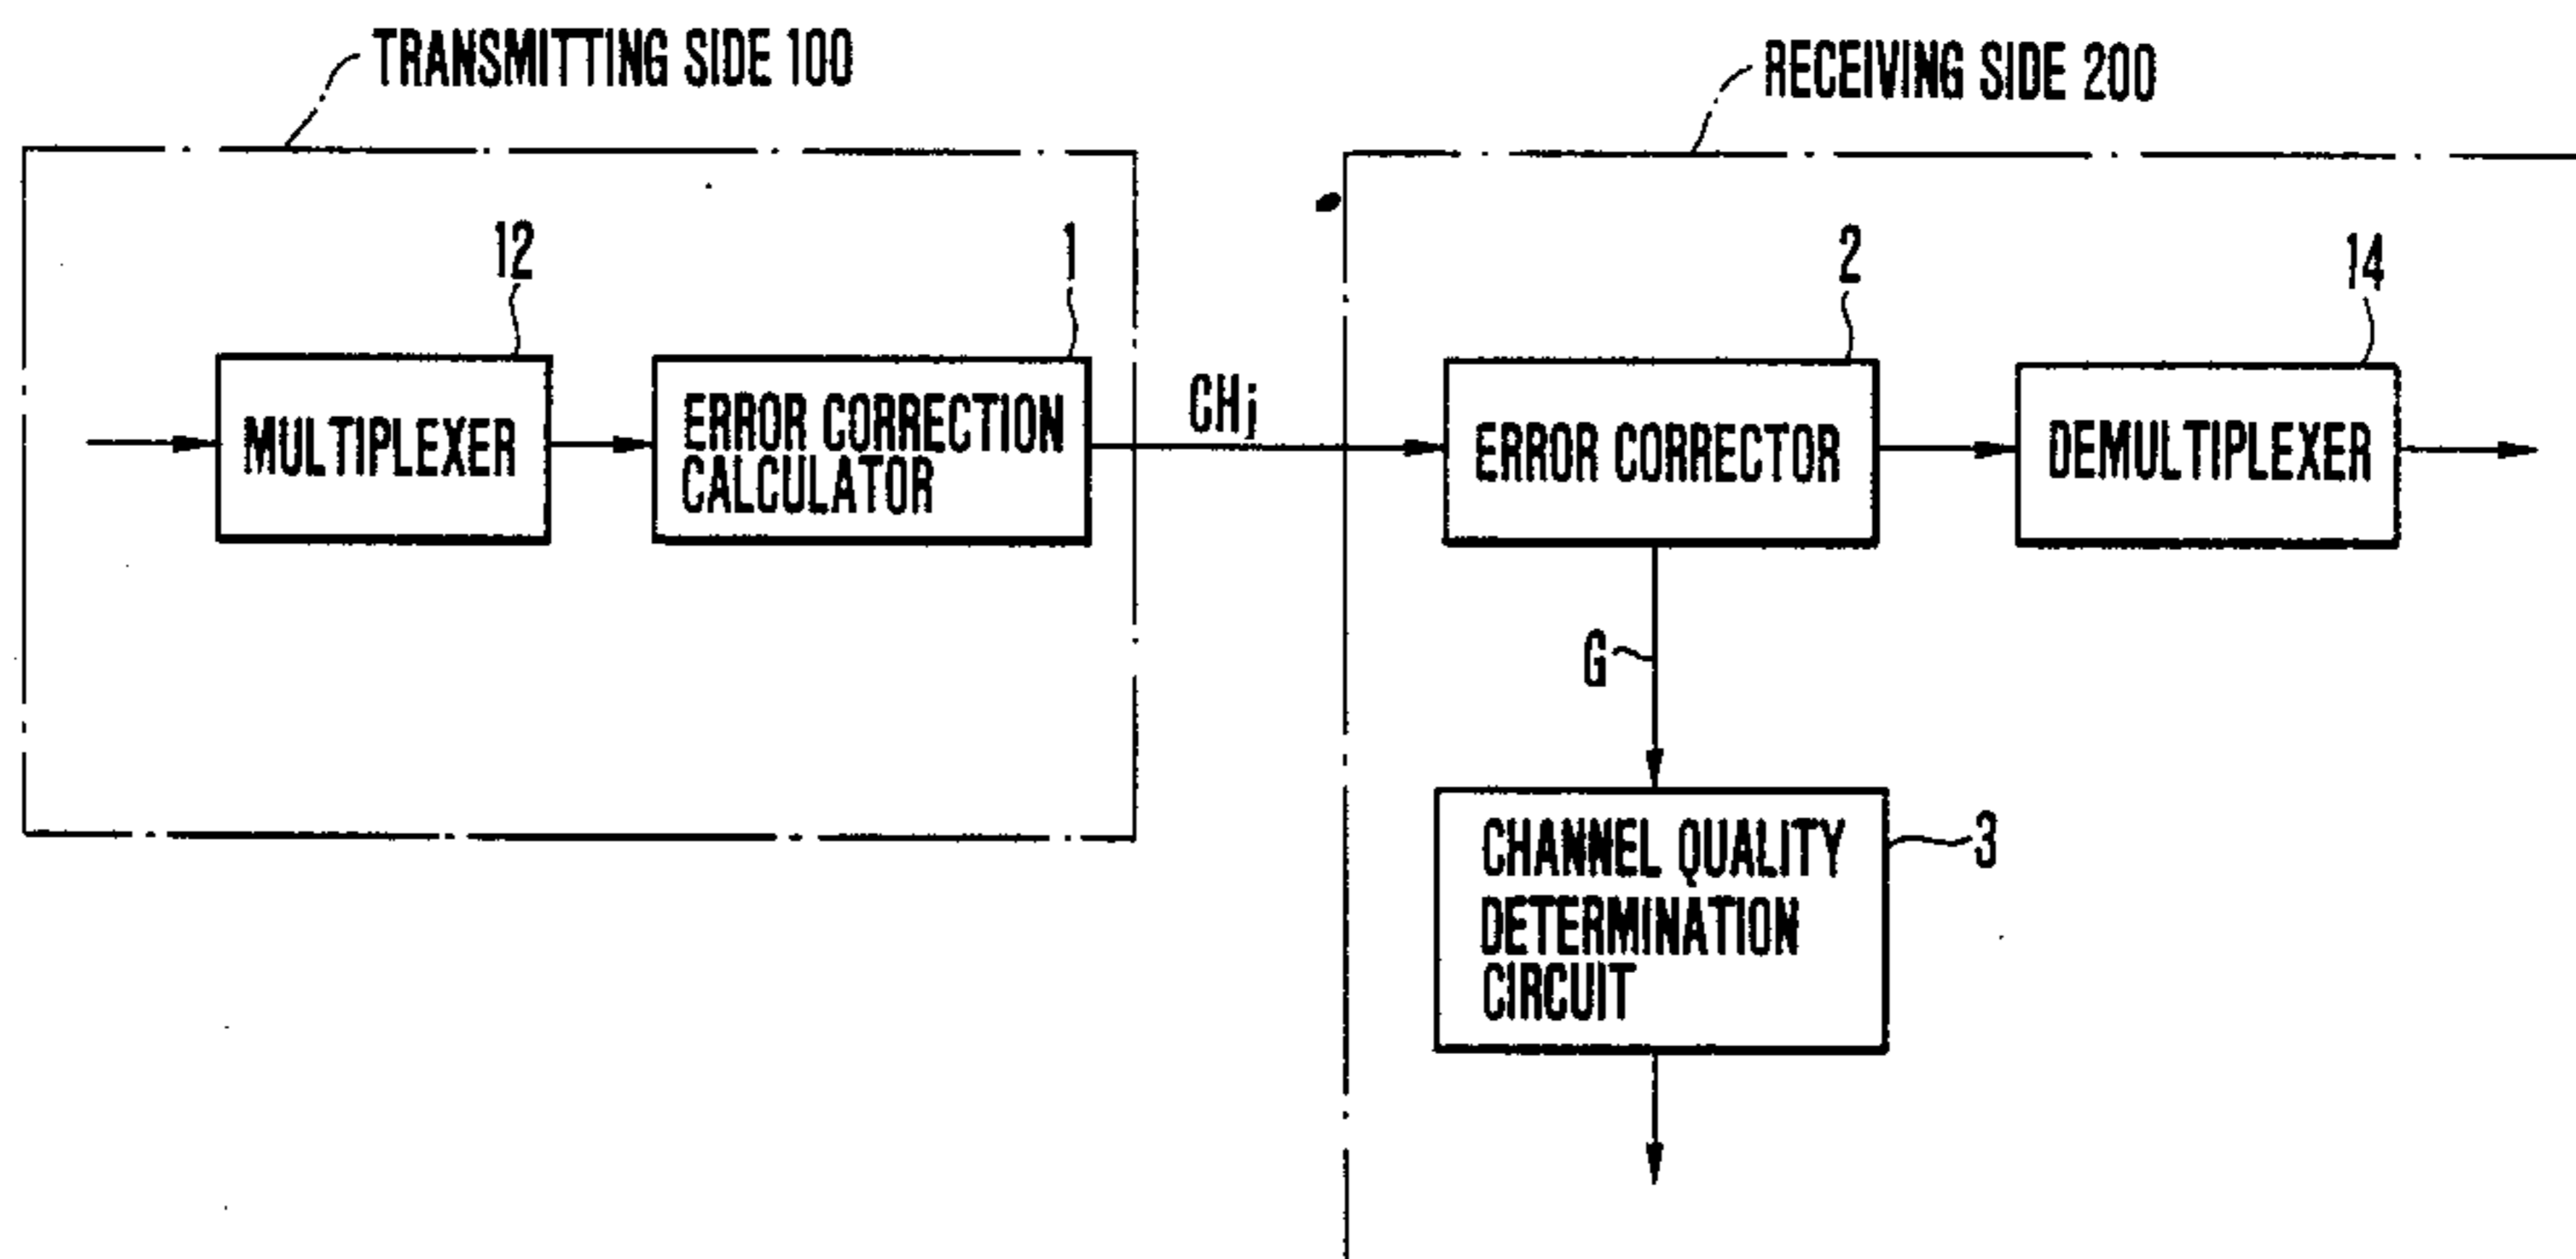 TRANSMITTING SIDE 100
RECEIVING SIDE 200
12
1
2
14
MULTIPLEXER
ERROR CORRECTION
CALCULATOR
CHj
ERROR CORRECTOR
DEMULTIPLEXER
G
CHANNEL QUALITY
DETERMINATION
CIRCUIT
3